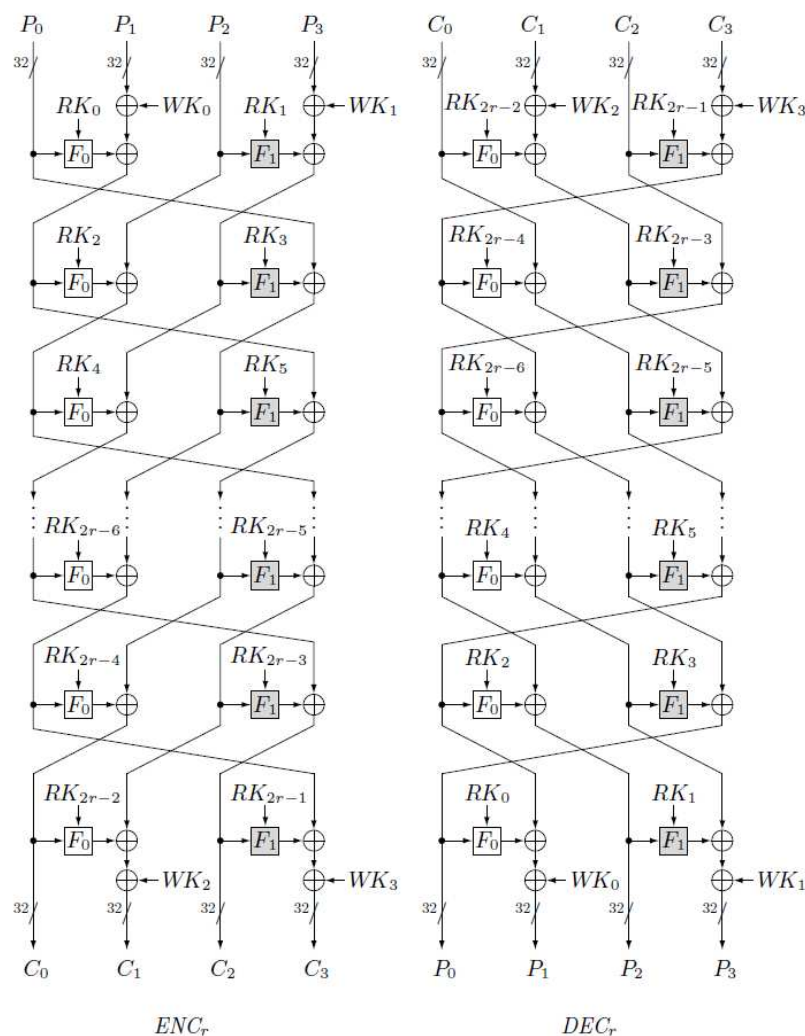 P₀ P₁ P₂ P₃ C₀ C₁ C₂ C₃
32 32 32 32 32 32 32 32
RK₀ WK₀ RK₁ WK₁ RK₂ᵣ₋₂ WK₂ RK₂ᵣ₋₁ WK₃
F₀ F₁ F₀ F₁
RK₂ RK₃ RK₂ᵣ₋₄ RK₂ᵣ₋₃
F₀ F₁ F₀ F₁
RK₄ RK₅ RK₂ᵣ₋₆ RK₂ᵣ₋₅
F₀ F₁ F₀ F₁
RK₂ᵣ₋₆ RK₂ᵣ₋₅ RK₄ RK₅
F₀ F₁ F₀ F₁
RK₂ᵣ₋₄ RK₂ᵣ₋₃ RK₂ RK₃
F₀ F₁ F₀ F₁
RK₂ᵣ₋₂ RK₂ᵣ₋₁ RK₀ RK₁
F₀ F₁ F₀ F₁
WK₂ WK₃ WK₀ WK₁
32 32 32 32 32 32 32 32
C₀ C₁ C₂ C₃ P₀ P₁ P₂ P₃
ENCᵣ DECᵣ